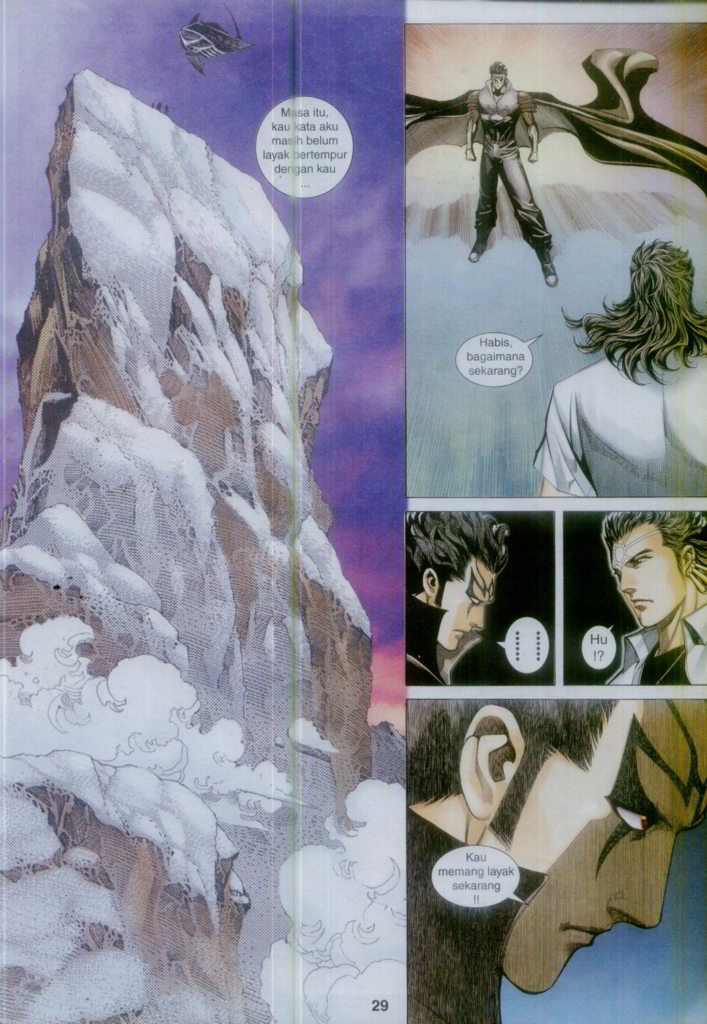 Masa itu,
kau kata aku
masih belum
layak bertempur
dengan kau
...
Habis,
bagaimana
sekarang?
Hu
!?
Kau
memang layak
sekarang
!!
29